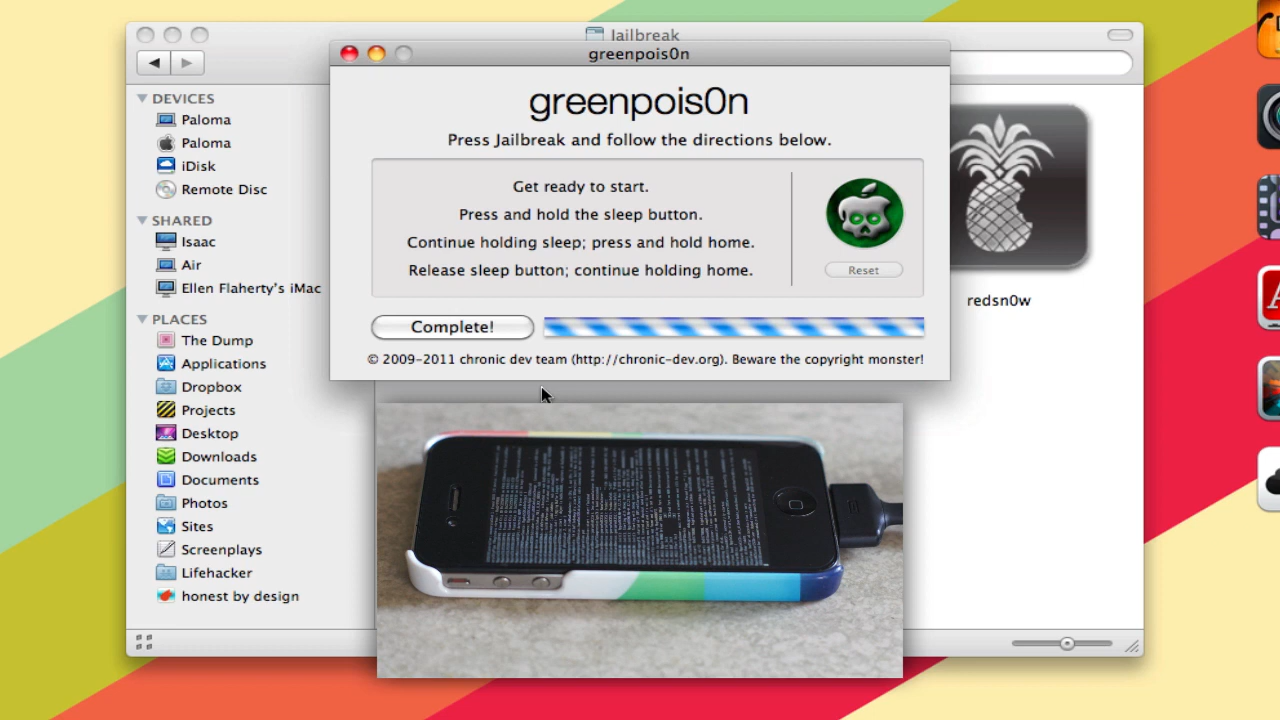 Jailbreak
greenpois0n
greenpois0n
Press Jailbreak and follow the directions below.
Get ready to start.
Press and hold the sleep button.
Continue holding sleep; press and hold home.
Release sleep button; continue holding home.
Reset
Complete!
© 2009-2011 chronic dev team (http://chronic-dev.org). Beware the copyright monster!
DEVICES
Paloma
Paloma
iDisk
Remote Disc
SHARED
Isaac
Air
Ellen Flaherty's iMac
PLACES
The Dump
Applications
Dropbox
Projects
Desktop
Downloads
Documents
Photos
Sites
Screenplays
Lifehacker
honest by design
redsn0w